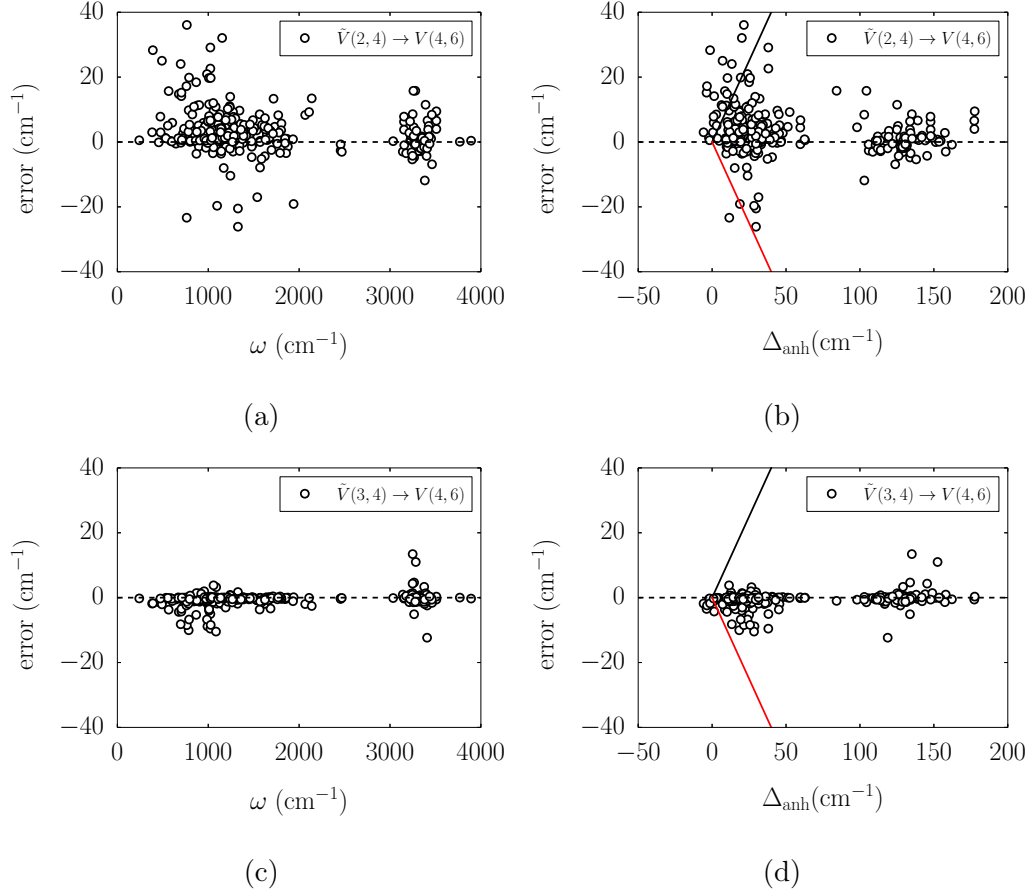 40
20
0
−20
−40
error (cm⁻¹)
0 1000 2000 3000 4000
ω (cm⁻¹)
Ṽ(2, 4) → V(4, 6)
(a)
40
20
0
−20
−40
error (cm⁻¹)
−50 0 50 100 150 200
Δanh(cm⁻¹)
Ṽ(2, 4) → V(4, 6)
(b)
40
20
0
−20
−40
error (cm⁻¹)
0 1000 2000 3000 4000
ω (cm⁻¹)
Ṽ(3, 4) → V(4, 6)
(c)
40
20
0
−20
−40
error (cm⁻¹)
−50 0 50 100 150 200
Δanh(cm⁻¹)
Ṽ(3, 4) → V(4, 6)
(d)